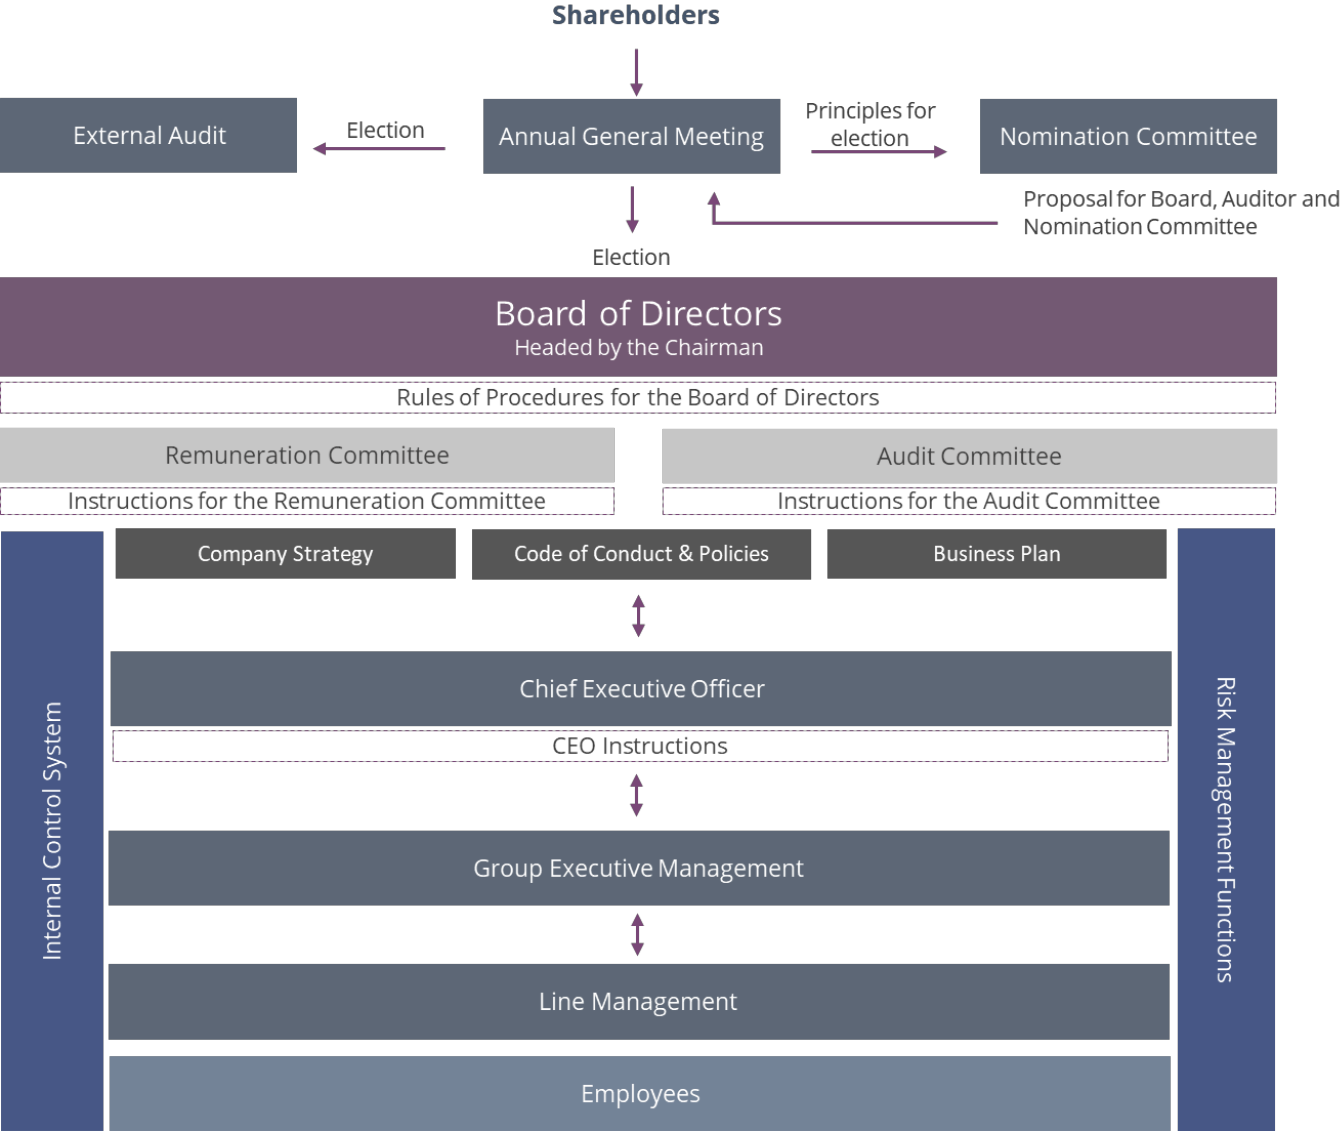 Shareholders
External Audit
Election
Annual General Meeting
Principles for
election
Nomination Committee
Proposal for Board, Auditor and
Nomination Committee
Election
Board of Directors
Headed by the Chairman
Rules of Procedures for the Board of Directors
Remuneration Committee
Audit Committee
Instructions for the Remuneration Committee
Instructions for the Audit Committee
Company Strategy
Code of Conduct & Policies
Business Plan
Internal Control System
Chief Executive Officer
CEO Instructions
Group Executive Management
Line Management
Employees
Risk Management Functions